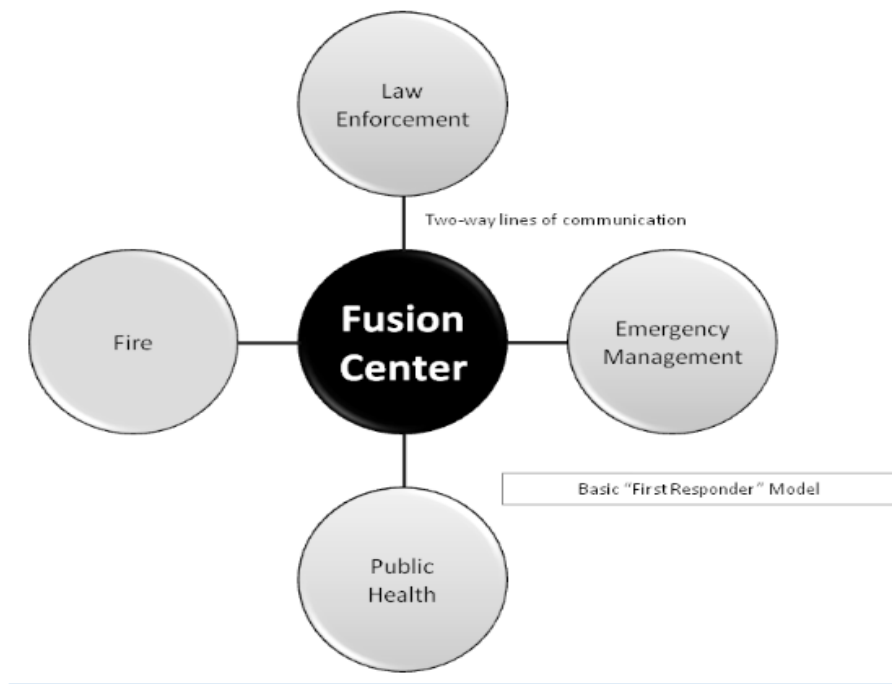 Law
Enforcement
Two-way lines of communication
Fire
Fusion
Center
Emergency
Management
Basic “First Responder” Model
Public
Health